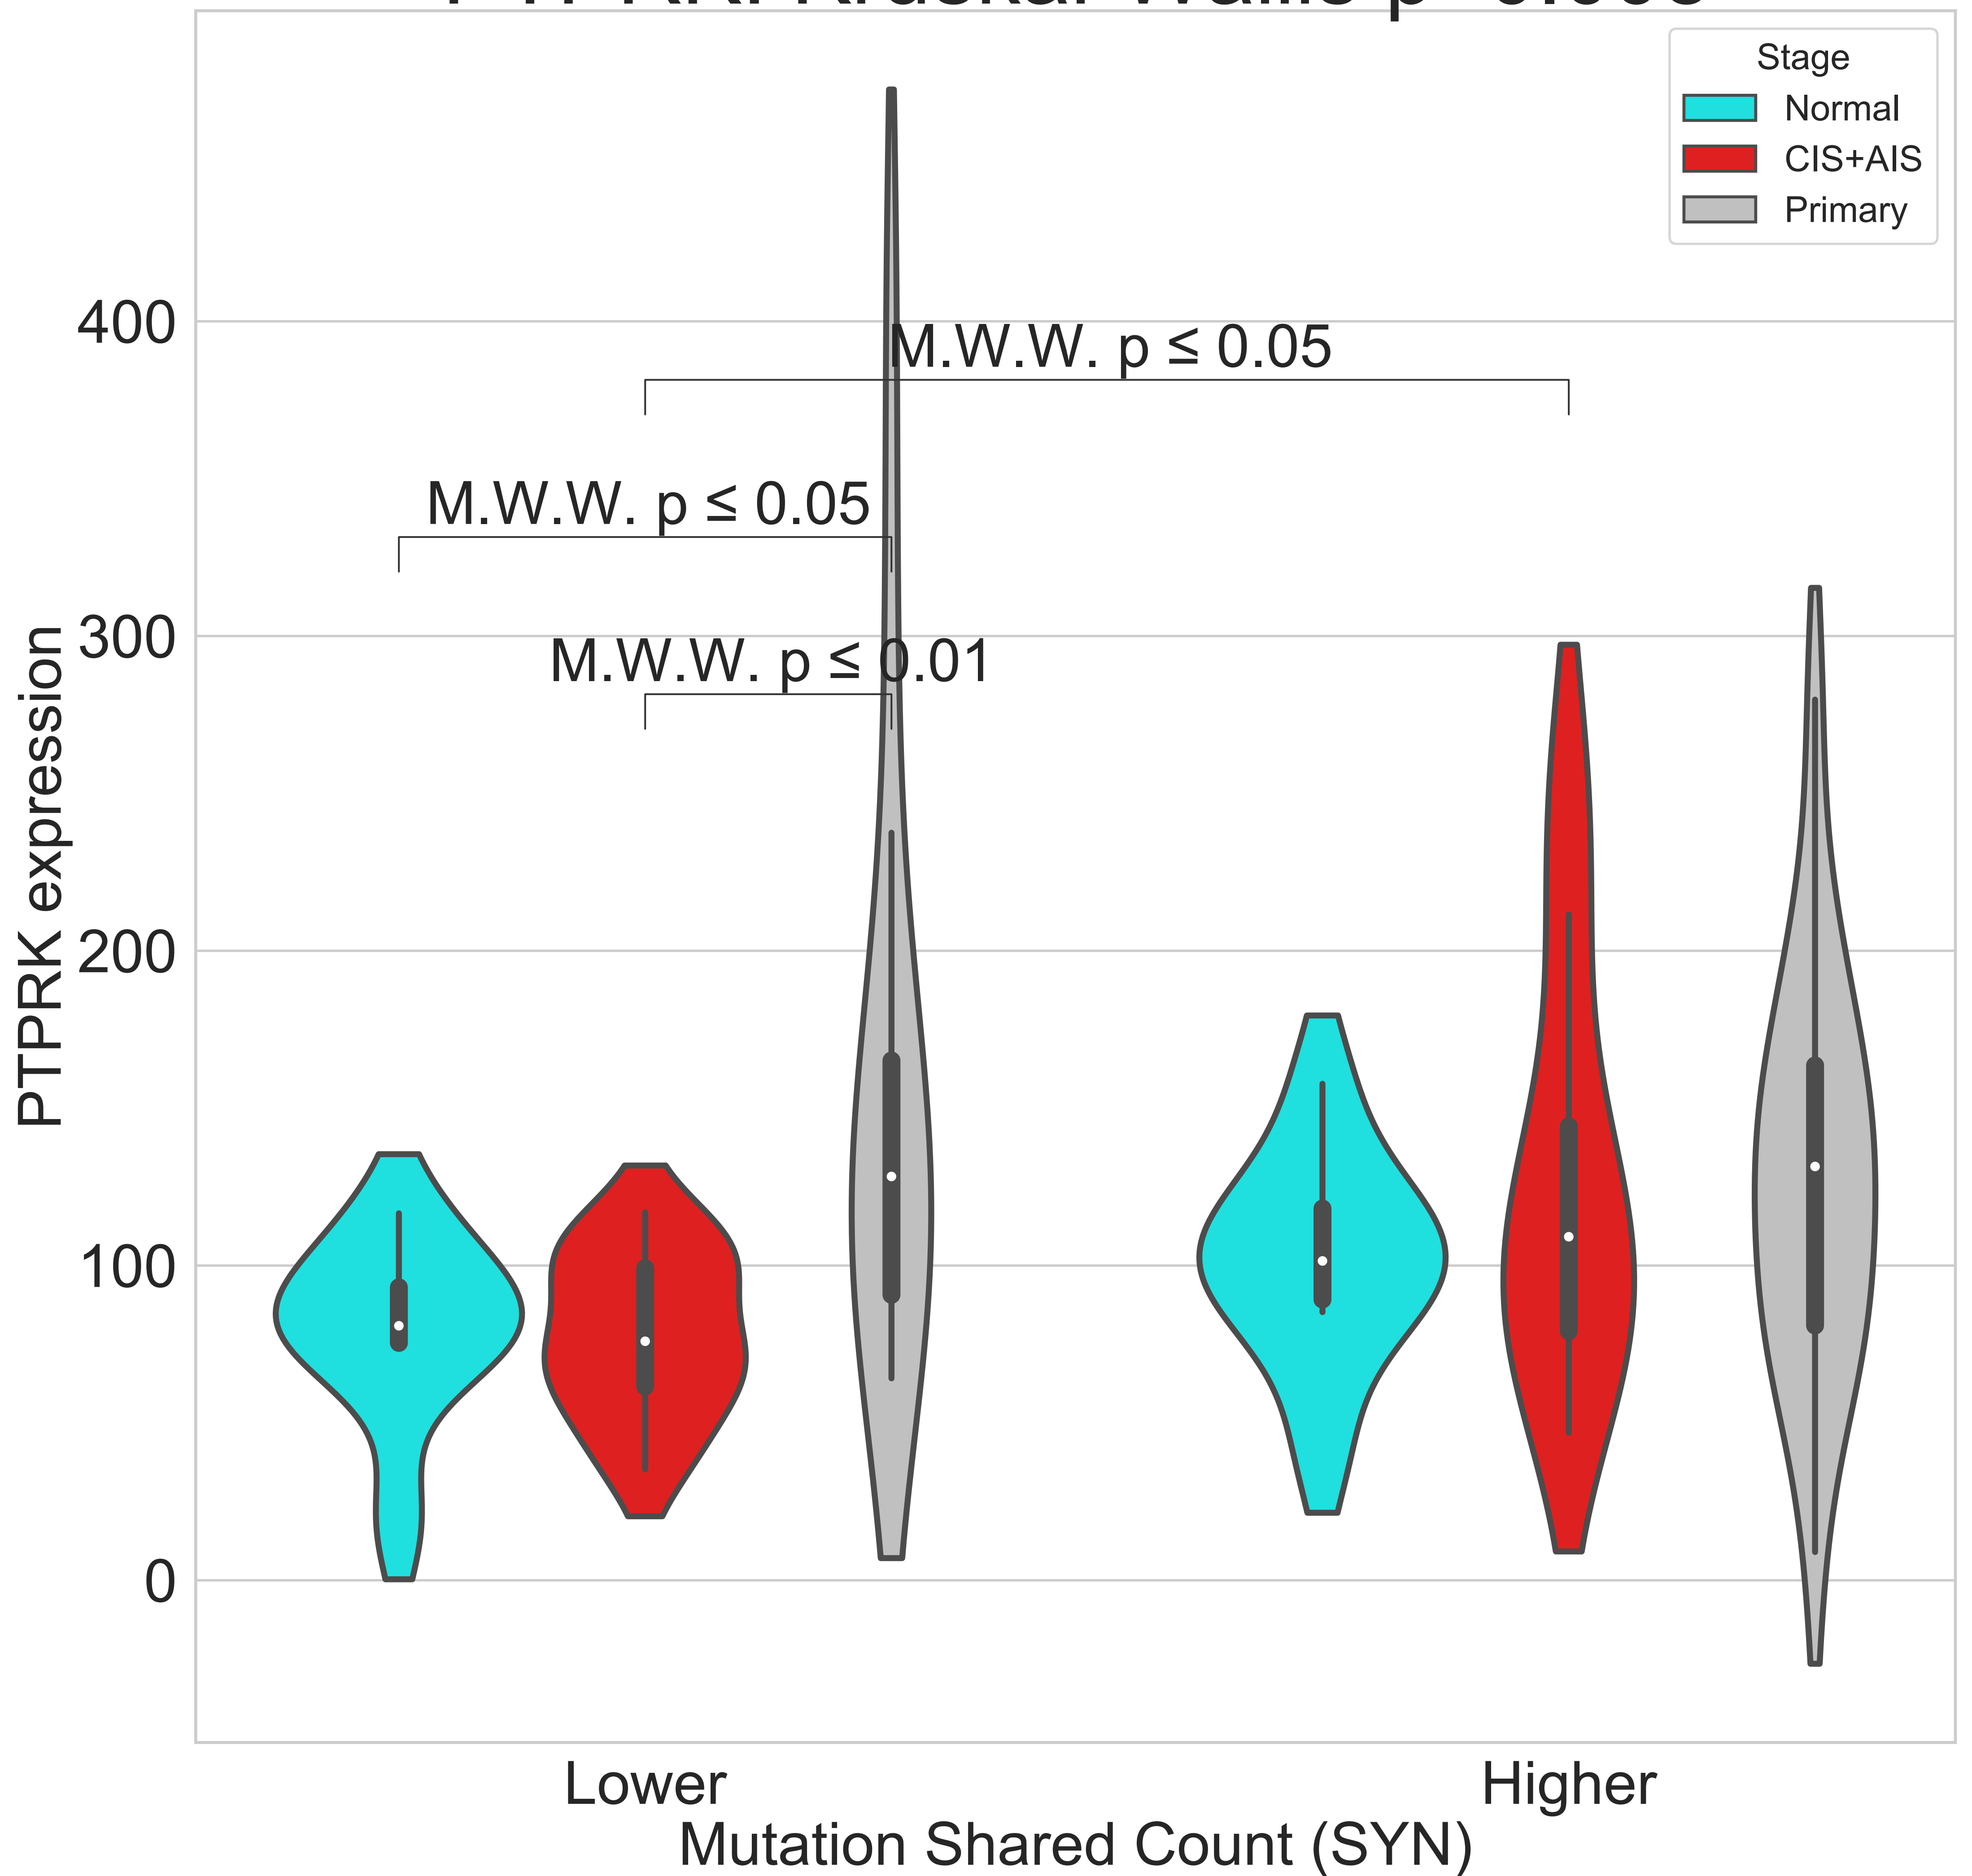 Stage
Normal
CIS+AIS
Primary
400
M.W.W. p ≤ 0.05
M.W.W. p ≤ 0.05
300
M.W.W. p ≤ 0.01
PTPRK expression
200
100
0
Lower
Higher
Mutation Shared Count (SYN)